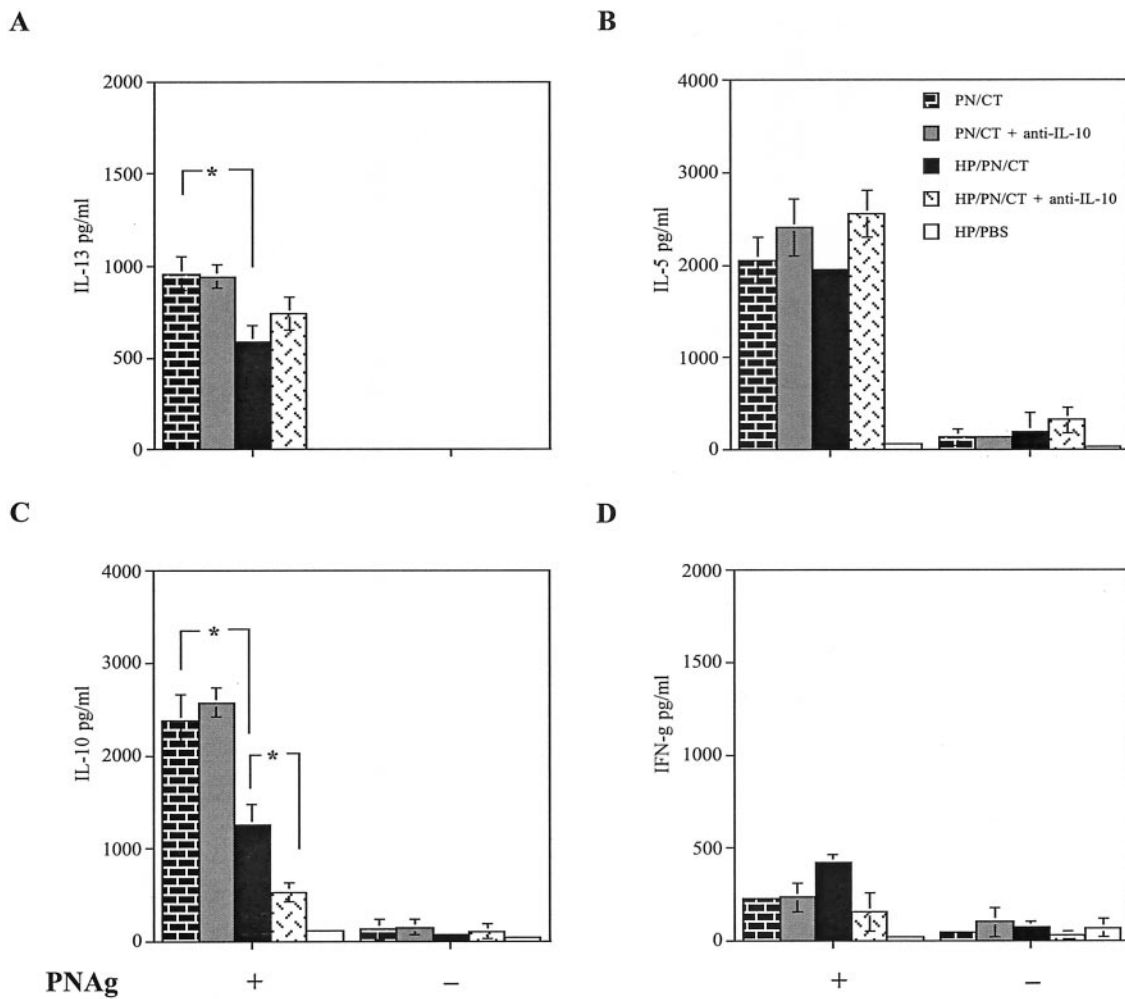 A
2000
1500
1000
500
0
IL-13 pg/ml
*
B
4000
3000
2000
1000
0
IL-5 pg/ml
PN/CT
PN/CT + anti-IL-10
HP/PN/CT
HP/PN/CT + anti-IL-10
HP/PBS
C
4000
3000
2000
1000
0
IL-10 pg/ml
*
*
D
2000
1500
1000
500
0
IFN-g pg/ml
PNAg + − + −